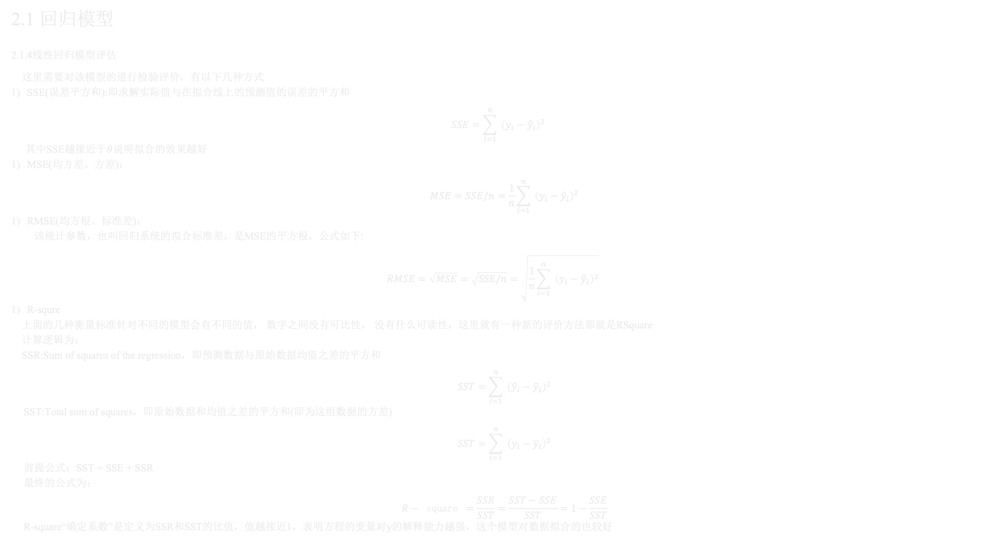 2.1 回归模型
2.1.4线性回归模型评估
这里需要对该模型的进行检验评价，有以下几种方式
1) SSE(误差平方和):即求解实际值与在拟合线上的预测值的误差的平方和
$SSE = \sum_{i=1}^{n} (y_i - \hat{y}_i)^2$
其中SSE越接近于θ说明拟合的效果越好
1) MSE(均方差、方差)：
$MSE = SSE/n = \frac{1}{n}\sum_{i=1}^{n} (y_i - \hat{y}_i)^2$
1) RMSE(均方根、标准差)：
该统计参数，也叫回归系统的拟合标准差，是MSE的平方根，公式如下:
$RMSE = \sqrt{MSE} = \sqrt{SSE/n} = \sqrt{\frac{1}{n}\sum_{i=1}^{n} (y_i - \hat{y}_i)^2}$
1) R-squre
上面的几种衡量标准针对不同的模型会有不同的值， 数字之间没有可比性， 没有什么可读性，这里就有一种新的评价方法那就是RSquare
计算逻辑为：
SSR:Sum of squares of the regression，即预测数据与原始数据均值之差的平方和
$SST = \sum_{i=1}^{n} (\hat{y}_i - \bar{y}_i)^2$
SST:Total sum of squares，即原始数据和均值之差的平方和(即为这组数据的方差)
$SST = \sum_{i=1}^{n} (y_i - \bar{y}_i)^2$
前提公式：SST = SSE + SSR
最终的公式为：
$R - \text{ square } = \frac{SSR}{SST} = \frac{SST - SSE}{SST} = 1 - \frac{SSE}{SST}$
R-square“确定系数”是定义为SSR和SST的比值，值越接近1，表明方程的变量对y的解释能力越强，这个模型对数据拟合的也较好